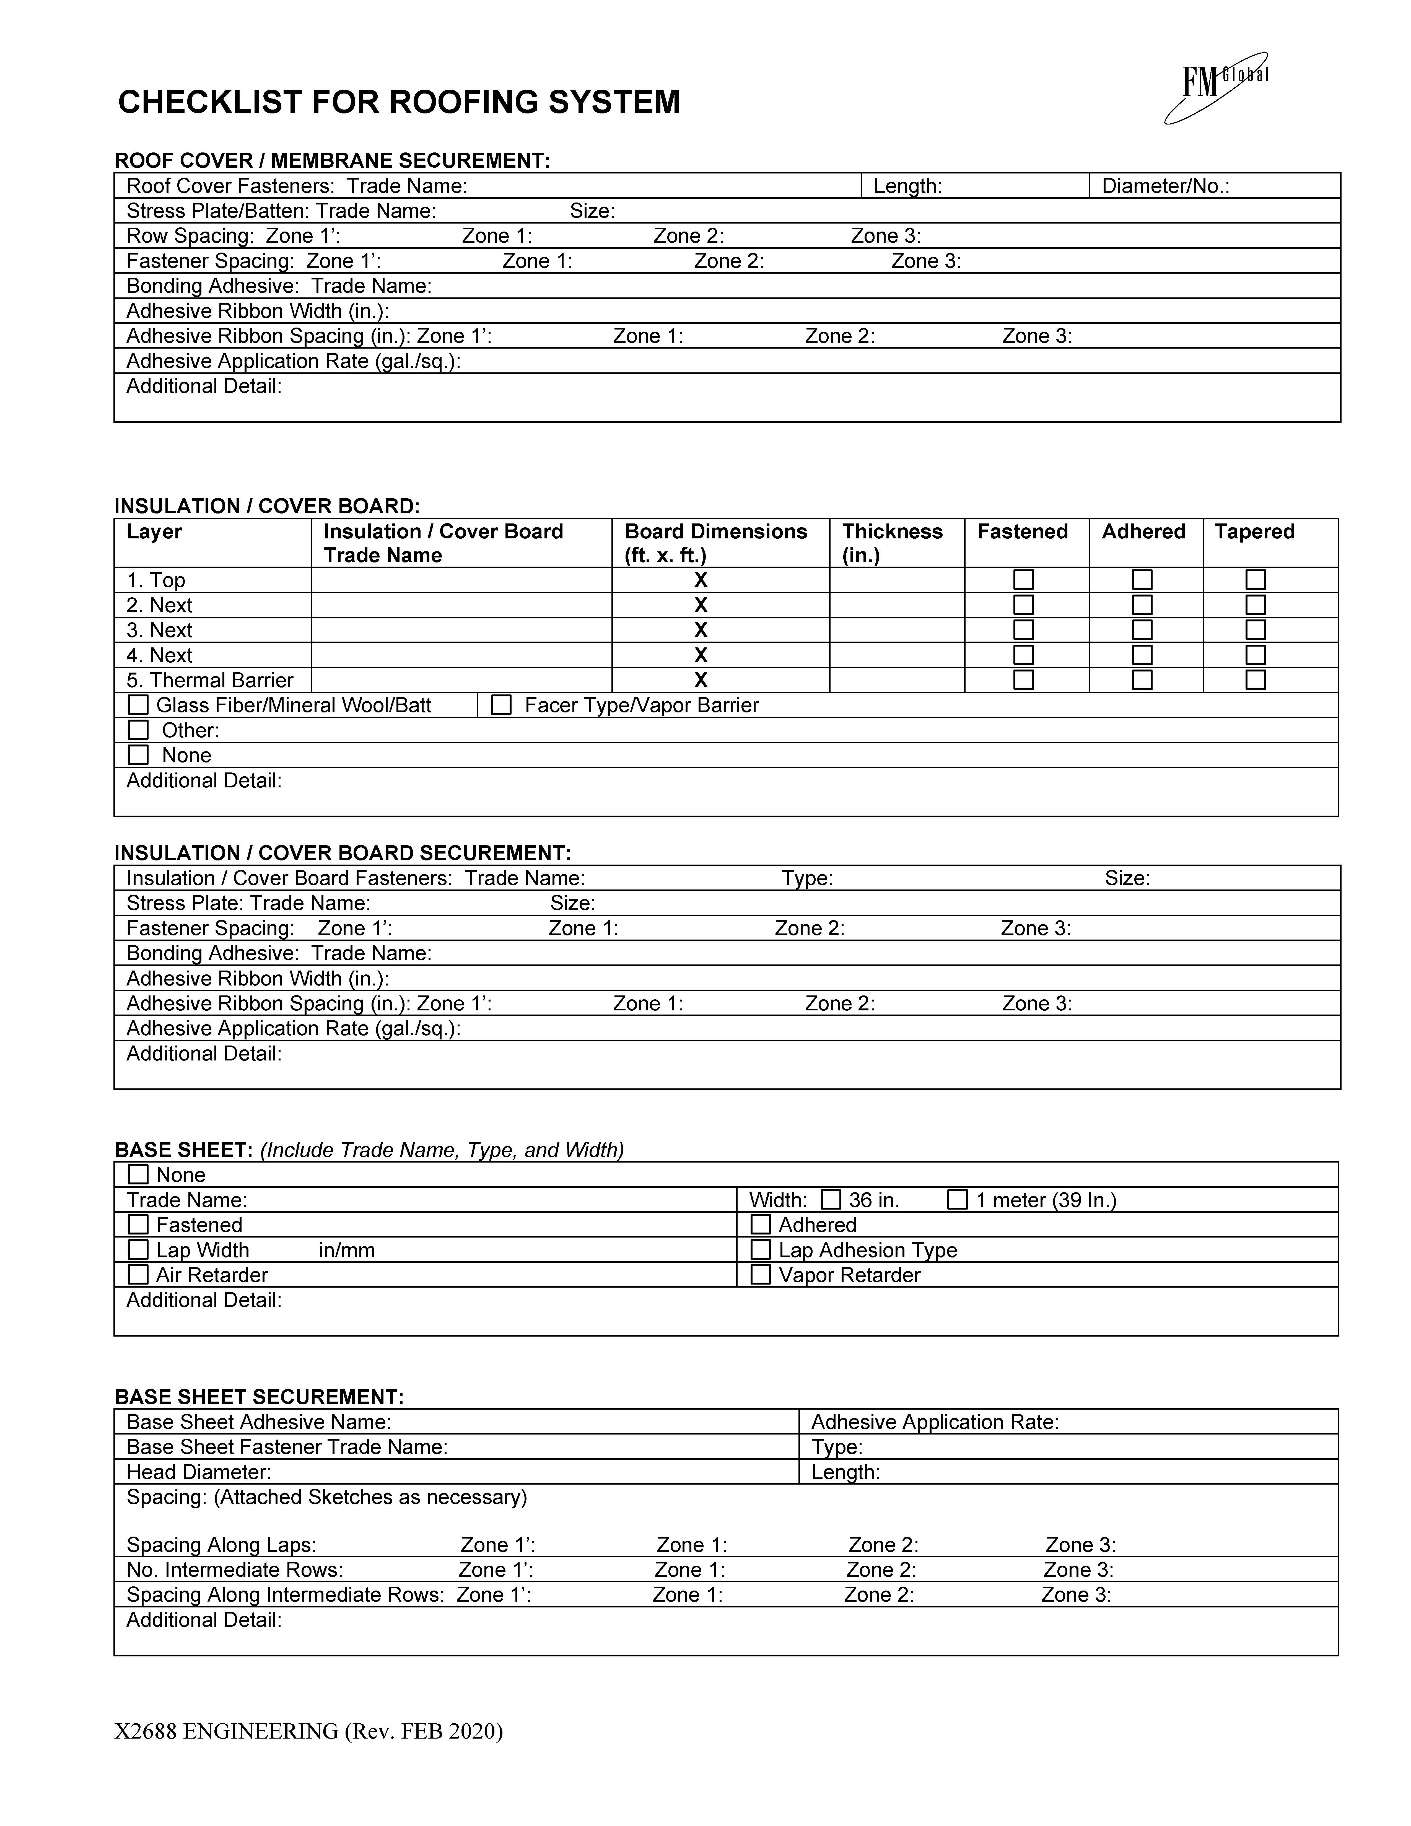 FM Global
CHECKLIST FOR ROOFING SYSTEM
ROOF COVER / MEMBRANE SECUREMENT:
Roof Cover Fasteners: Trade Name: Length: Diameter/No.:
Stress Plate/Batten: Trade Name: Size:
Row Spacing: Zone 1’: Zone 1: Zone 2: Zone 3:
Fastener Spacing: Zone 1’: Zone 1: Zone 2: Zone 3:
Bonding Adhesive: Trade Name:
Adhesive Ribbon Width (in.):
Adhesive Ribbon Spacing (in.): Zone 1’: Zone 1: Zone 2: Zone 3:
Adhesive Application Rate (gal./sq.):
Additional Detail:
INSULATION / COVER BOARD:
Layer Insulation / Cover Board Board Dimensions Thickness Fastened Adhered Tapered
Trade Name (ft. x. ft.) (in.)
1. Top X
2. Next X
3. Next X
4. Next X
5. Thermal Barrier X
Glass Fiber/Mineral Wool/Batt Facer Type/Vapor Barrier
Other:
None
Additional Detail:
INSULATION / COVER BOARD SECUREMENT:
Insulation / Cover Board Fasteners: Trade Name: Type: Size:
Stress Plate: Trade Name: Size:
Fastener Spacing: Zone 1’: Zone 1: Zone 2: Zone 3:
Bonding Adhesive: Trade Name:
Adhesive Ribbon Width (in.):
Adhesive Ribbon Spacing (in.): Zone 1’: Zone 1: Zone 2: Zone 3:
Adhesive Application Rate (gal./sq.):
Additional Detail:
BASE SHEET: (Include Trade Name, Type, and Width)
None
Trade Name: Width: 36 in. 1 meter (39 In.)
Fastened Adhered
Lap Width in/mm Lap Adhesion Type
Air Retarder Vapor Retarder
Additional Detail:
BASE SHEET SECUREMENT:
Base Sheet Adhesive Name: Adhesive Application Rate:
Base Sheet Fastener Trade Name: Type:
Head Diameter: Length:
Spacing: (Attached Sketches as necessary)
Spacing Along Laps: Zone 1’: Zone 1: Zone 2: Zone 3:
No. Intermediate Rows: Zone 1’: Zone 1: Zone 2: Zone 3:
Spacing Along Intermediate Rows: Zone 1’: Zone 1: Zone 2: Zone 3:
Additional Detail:
X2688 ENGINEERING (Rev. FEB 2020)